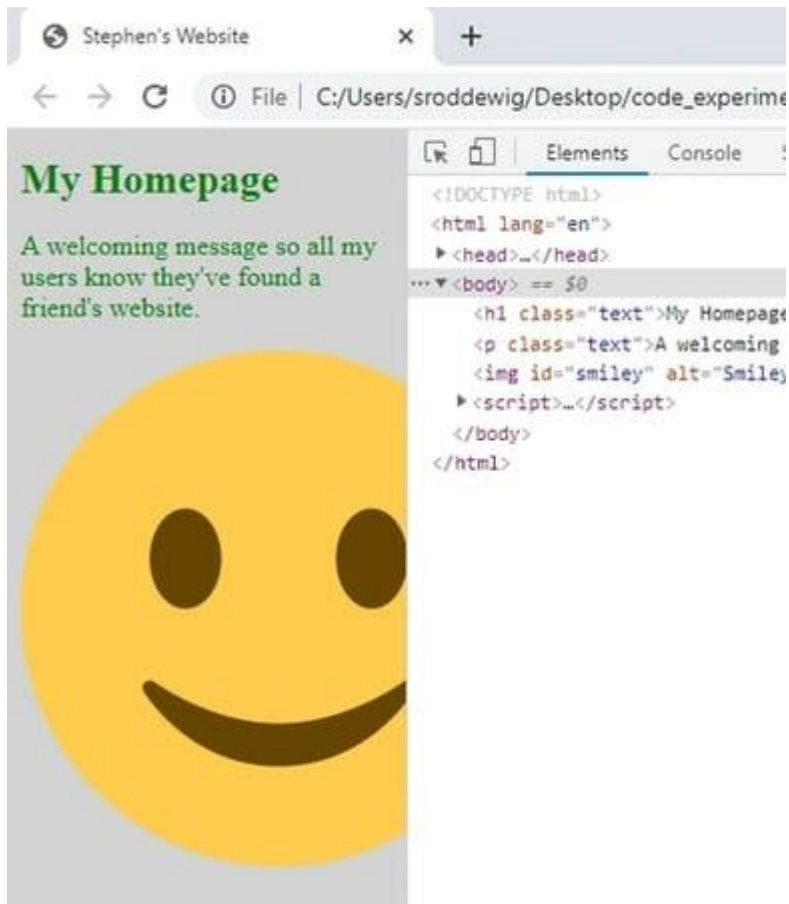 Stephen's Website
File C:/Users/sroddewig/Desktop/code_experime
My Homepage
A welcoming message so all my
users know they've found a
friend's website.
Elements Console
<!DOCTYPE html>
<html lang="en">
<head>…</head>
<body> == $0
<h1 class="text">My Homepage
<p class="text">A welcoming
<img id="smiley" alt="Smiley
<script>…</script>
</body>
</html>